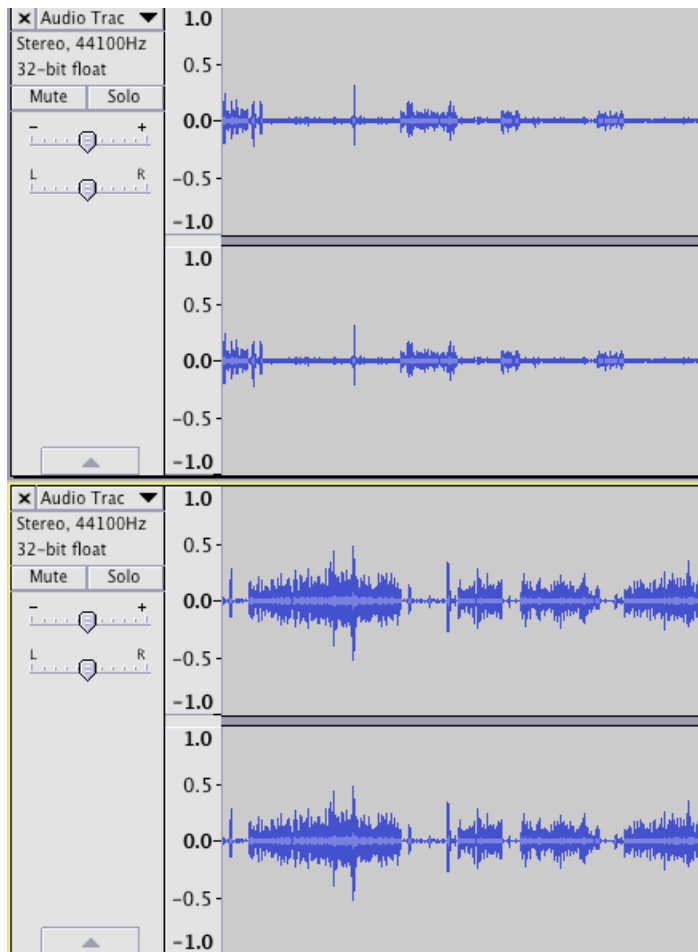 × Audio Trac ▼
Stereo, 44100Hz
32-bit float
Mute Solo
- +
L R
1.0
0.5-
0.0-
-0.5-
-1.0
1.0
0.5-
0.0-
-0.5-
-1.0
× Audio Trac ▼
Stereo, 44100Hz
32-bit float
Mute Solo
- +
L R
1.0
0.5-
0.0-
-0.5-
-1.0
1.0
0.5-
0.0-
-0.5-
-1.0